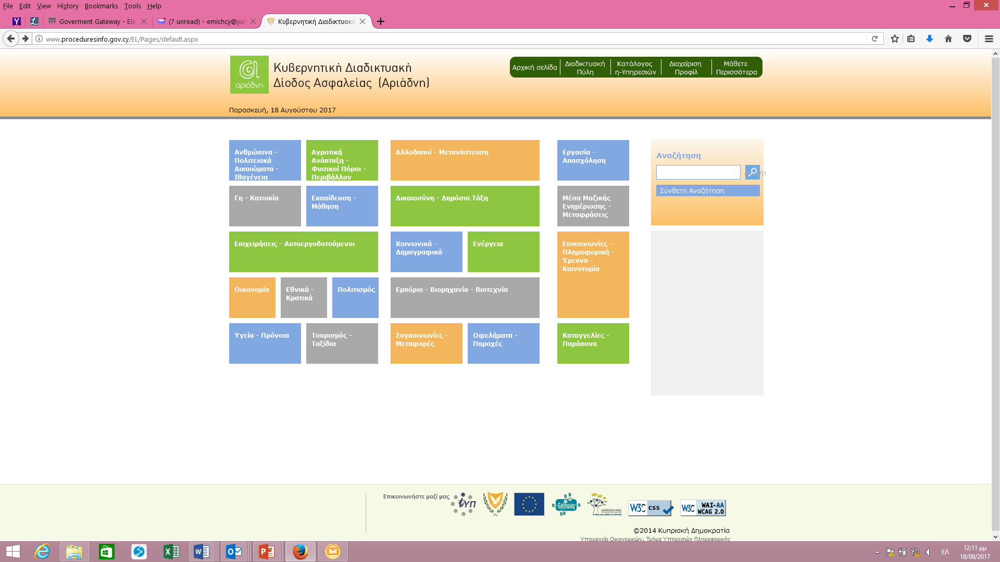 File Edit View History Bookmarks Tools Help
Goverment Gateway - Ele
(7 unread) - emichcy@yah
Κυβερνητική Διαδικτυακή
www.proceduresinfo.gov.cy/EL/Pages/default.aspx
αριάδνη
Κυβερνητική Διαδικτυακή
Δίοδος Ασφαλείας (Αριάδνη)
Αρχική σελίδα
Διαδικτυακή
Πύλη
Κατάλογος
η-Υπηρεσιών
Διαχείριση
Προφίλ
Μάθετε
Περισσότερα
Παρασκευή, 18 Αυγούστου 2017
Ανθρώπινα -
Πολιτειακά
Δικαιώματα -
Ιθαγένεια
Αγροτική
Ανάπτυξη -
Φυσικοί Πόροι -
Περιβάλλον
Αλλοδαποί - Μετανάστευση
Εργασία -
Απασχόληση
Αναζήτηση
Σύνθετη Αναζήτηση
Γη - Κατοικία
Εκπαίδευση -
Μάθηση
Δικαιοσύνη - Δημόσια Τάξη
Μέσα Μαζικής
Ενημέρωσης -
Μεταφράσεις
Επιχειρήσεις - Αυτοεργοδοτούμενοι
Κοινωνικά -
Δημογραφικά
Ενέργεια
Επικοινωνίες -
Πληροφορική -
Έρευνα -
Καινοτομία
Οικονομία
Εθνικά -
Κρατικά
Πολιτισμός
Εμπόριο - Βιομηχανία - Βιοτεχνία
Υγεία - Πρόνοια
Τουρισμός -
Ταξίδια
Συγκοινωνίες -
Μεταφορές
Ωφελήματα -
Παροχές
Καταγγελίες -
Παράπονα
Επικοινωνήστε μαζί μας
τυπ
Gateway
W3C css
W3C WAI-AA
WCAG 2.0
©2014 Κυπριακή Δημοκρατία
Υπουργείο Οικονομικών, Τμήμα Υπηρεσιών Πληροφορικής
ΕΛ
12:11 μμ
18/08/2017